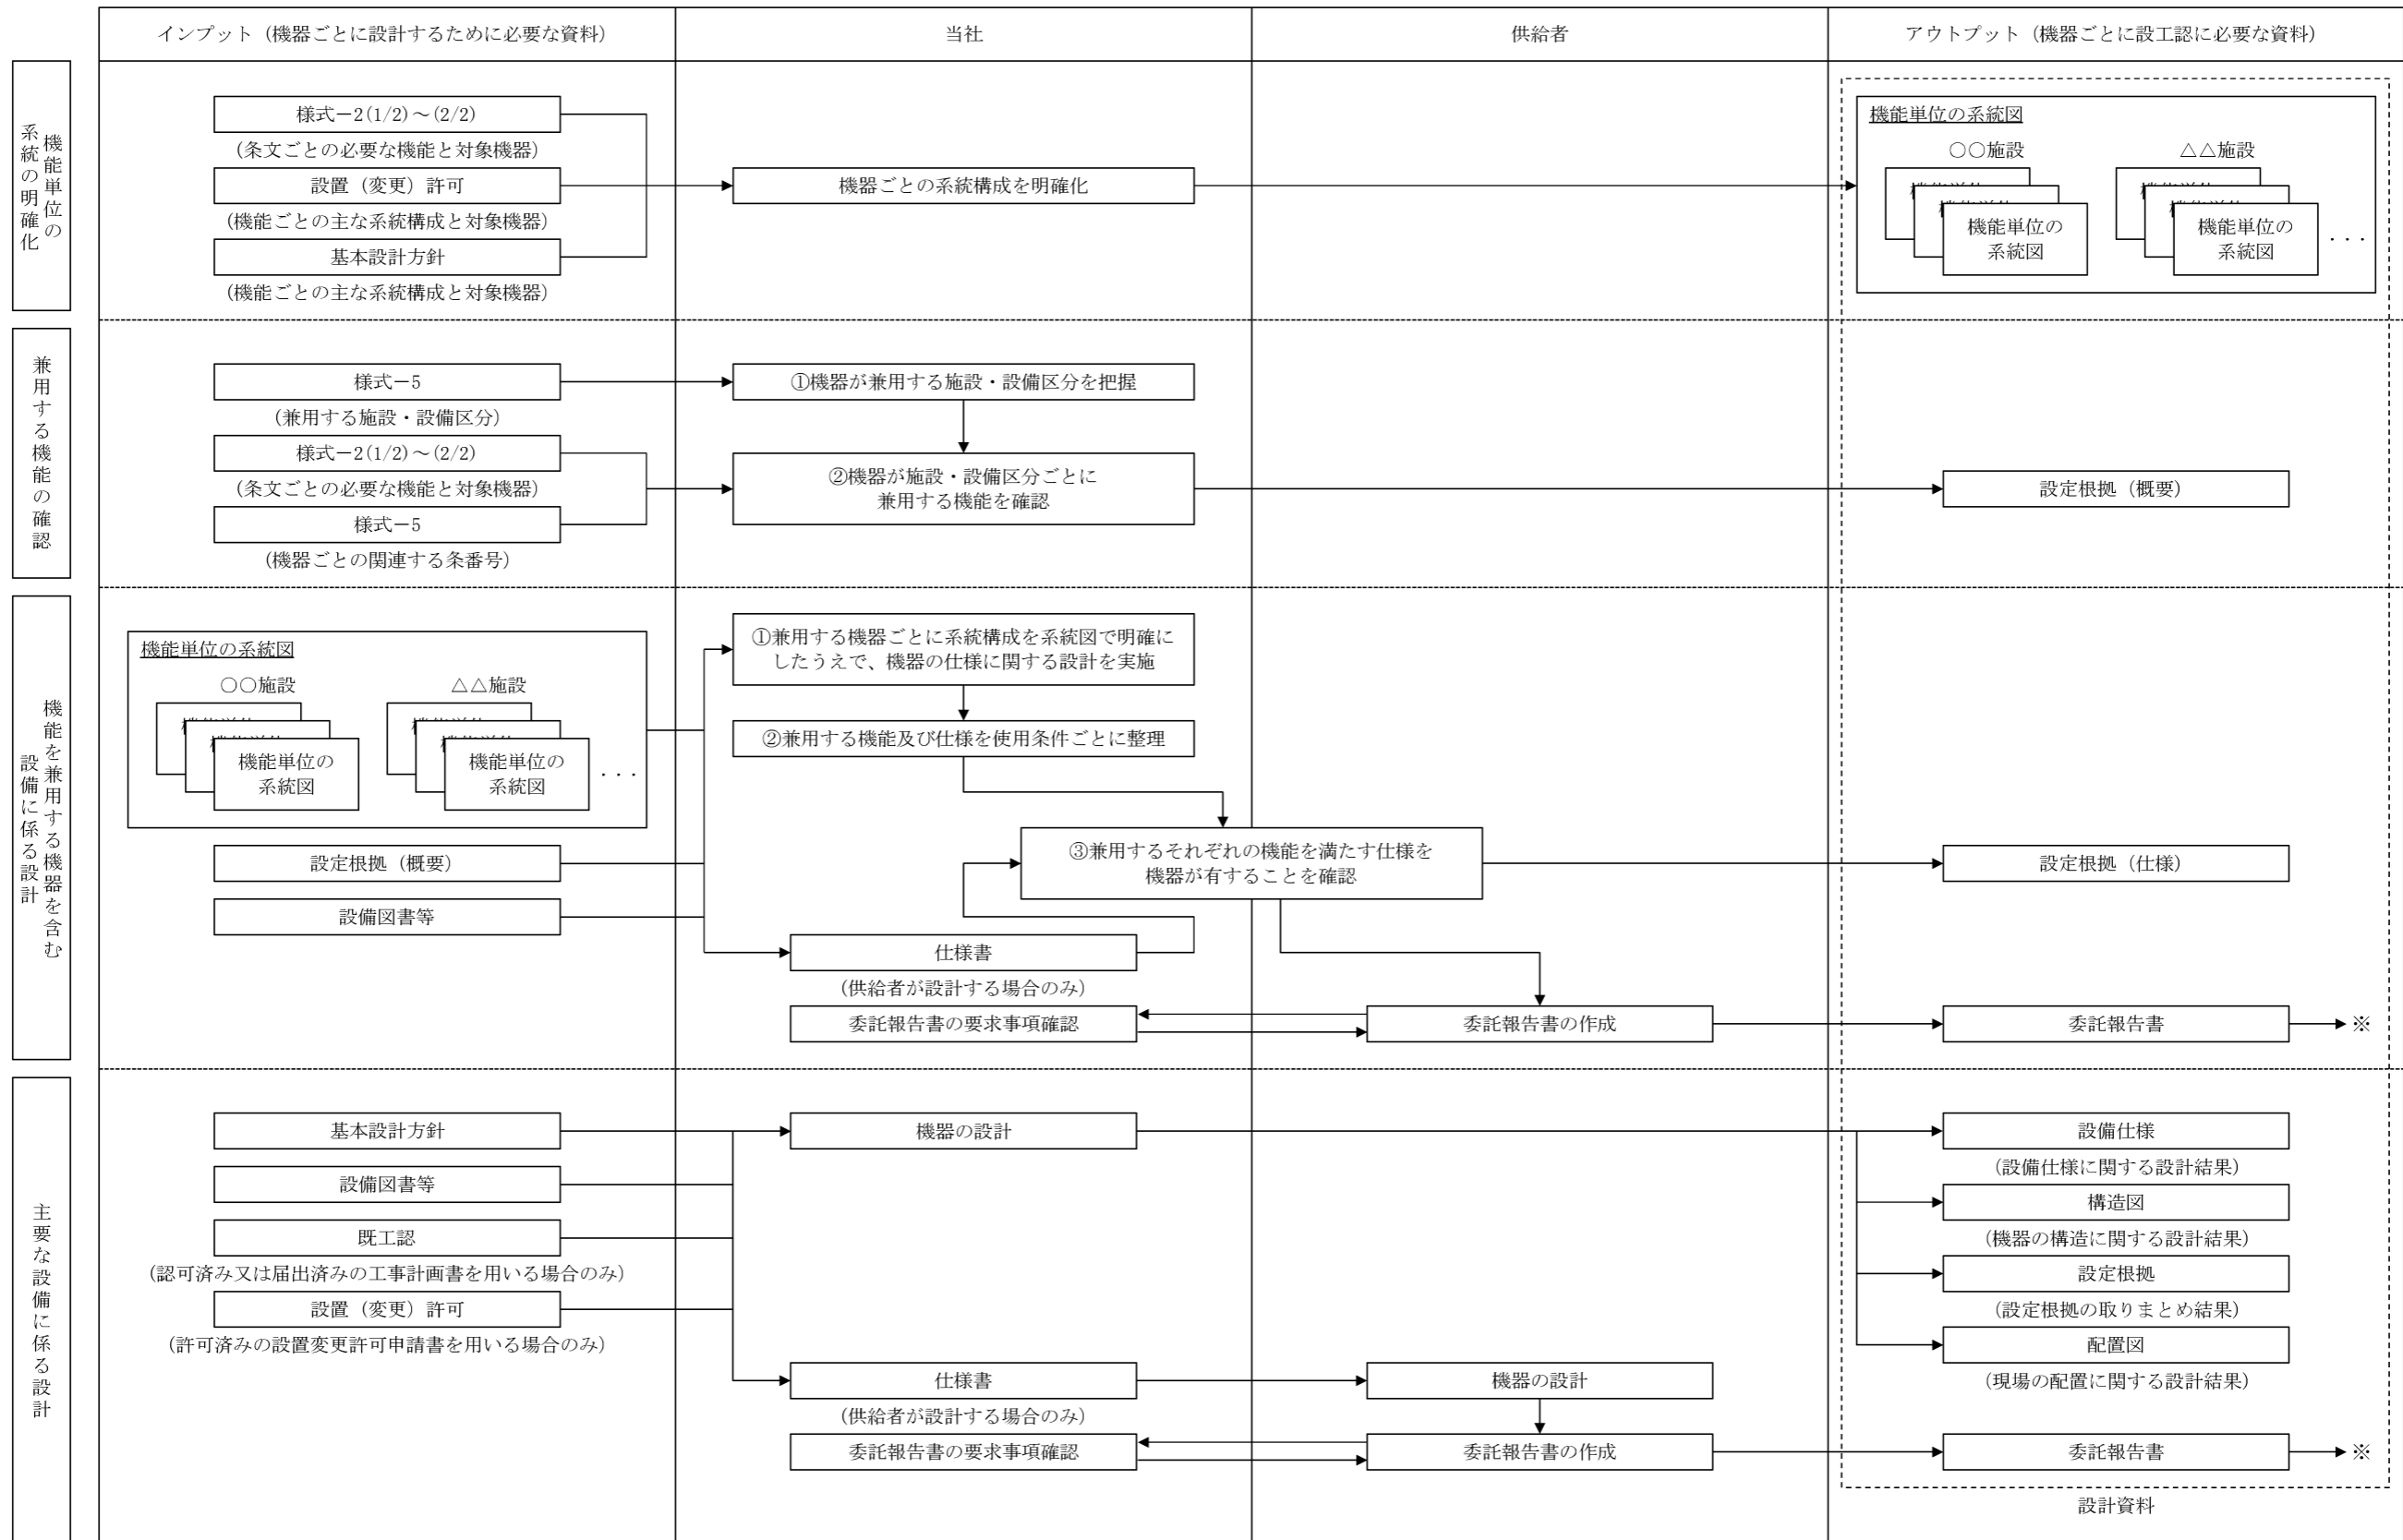 インプット（機器ごとに設計するために必要な資料）
当社
供給者
アウトプット（機器ごとに設工認に必要な資料）
機能単位の
系統の明確化
様式－2(1/2)～(2/2)
（条文ごとの必要な機能と対象機器）
設置（変更）許可
（機能ごとの主な系統構成と対象機器）
基本設計方針
（機能ごとの主な系統構成と対象機器）
機器ごとの系統構成を明確化
機能単位の系統図
○○施設
機能単位の
系統図
△△施設
機能単位の
系統図
・・・
兼用する機能の確認
様式－5
（兼用する施設・設備区分）
様式－2(1/2)～(2/2)
（条文ごとの必要な機能と対象機器）
様式－5
（機器ごとの関連する条番号）
①機器が兼用する施設・設備区分を把握
②機器が施設・設備区分ごとに
兼用する機能を確認
設定根拠（概要）
機能を兼用する機器を含む
設備に係る設計
機能単位の系統図
○○施設
機能単位の
系統図
△△施設
機能単位の
系統図
・・・
設定根拠（概要）
設備図書等
①兼用する機器ごとに系統構成を系統図で明確に
したうえで、機器の仕様に関する設計を実施
②兼用する機能及び仕様を使用条件ごとに整理
③兼用するそれぞれの機能を満たす仕様を
機器が有することを確認
設定根拠（仕様）
仕様書
（供給者が設計する場合のみ）
委託報告書の要求事項確認
委託報告書の作成
委託報告書
※
主要な設備に係る設計
基本設計方針
設備図書等
既工認
（認可済み又は届出済みの工事計画書を用いる場合のみ）
設置（変更）許可
（許可済みの設置変更許可申請書を用いる場合のみ）
機器の設計
設備仕様
（設備仕様に関する設計結果）
構造図
（機器の構造に関する設計結果）
設定根拠
（設定根拠の取りまとめ結果）
配置図
（現場の配置に関する設計結果）
仕様書
（供給者が設計する場合のみ）
機器の設計
委託報告書の要求事項確認
委託報告書の作成
委託報告書
※
設計資料